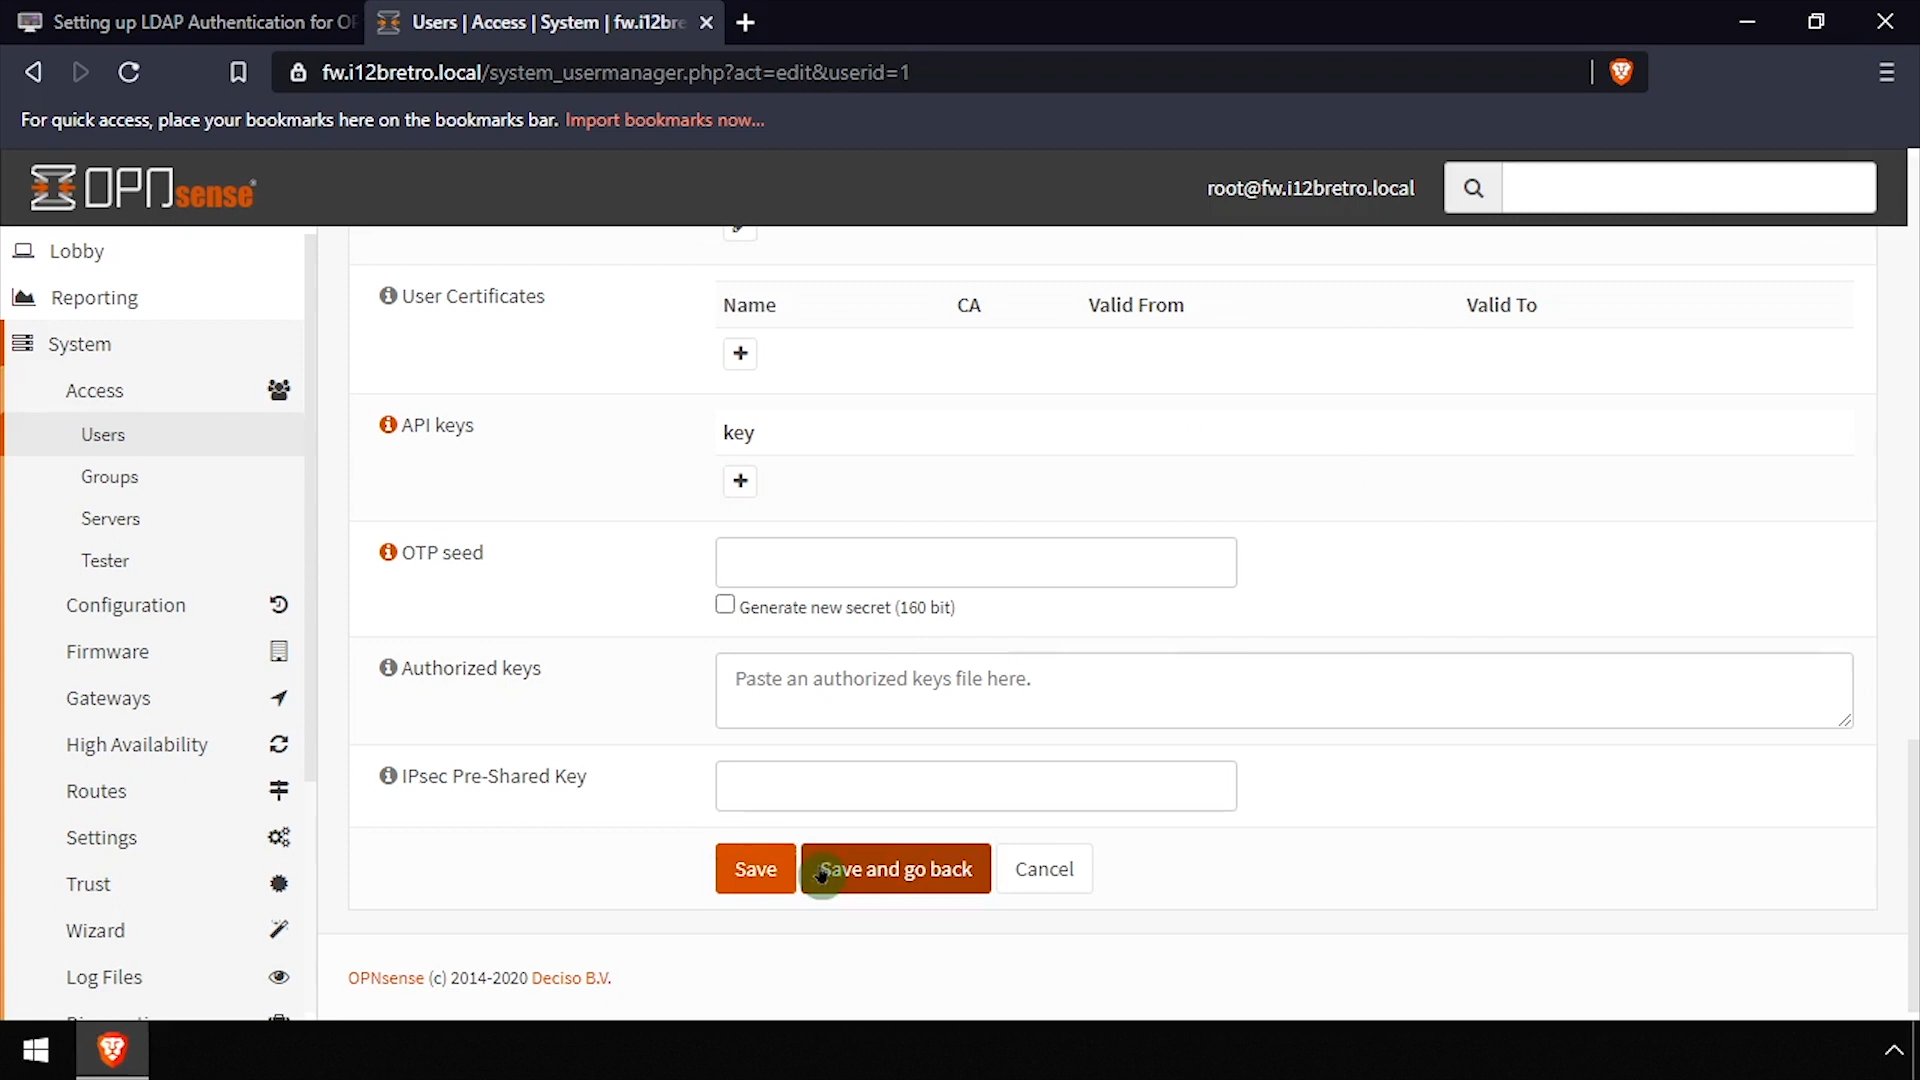 Setting up LDAP Authentication for OP
Users | Access | System | fw.i12bre
fw.i12bretro.local/system_usermanager.php?act=edit&userid=1
For quick access, place your bookmarks here on the bookmarks bar. Import bookmarks now...
OPNsense
root@fw.i12bretro.local
Lobby
Reporting
System
Access
Users
Groups
Servers
Tester
Configuration
Firmware
Gateways
High Availability
Routes
Settings
Trust
Wizard
Log Files
User Certificates
Name CA Valid From Valid To
API keys
key
OTP seed
Generate new secret (160 bit)
Authorized keys
Paste an authorized keys file here.
IPsec Pre-Shared Key
Save
Save and go back
Cancel
OPNsense (c) 2014-2020 Deciso B.V.